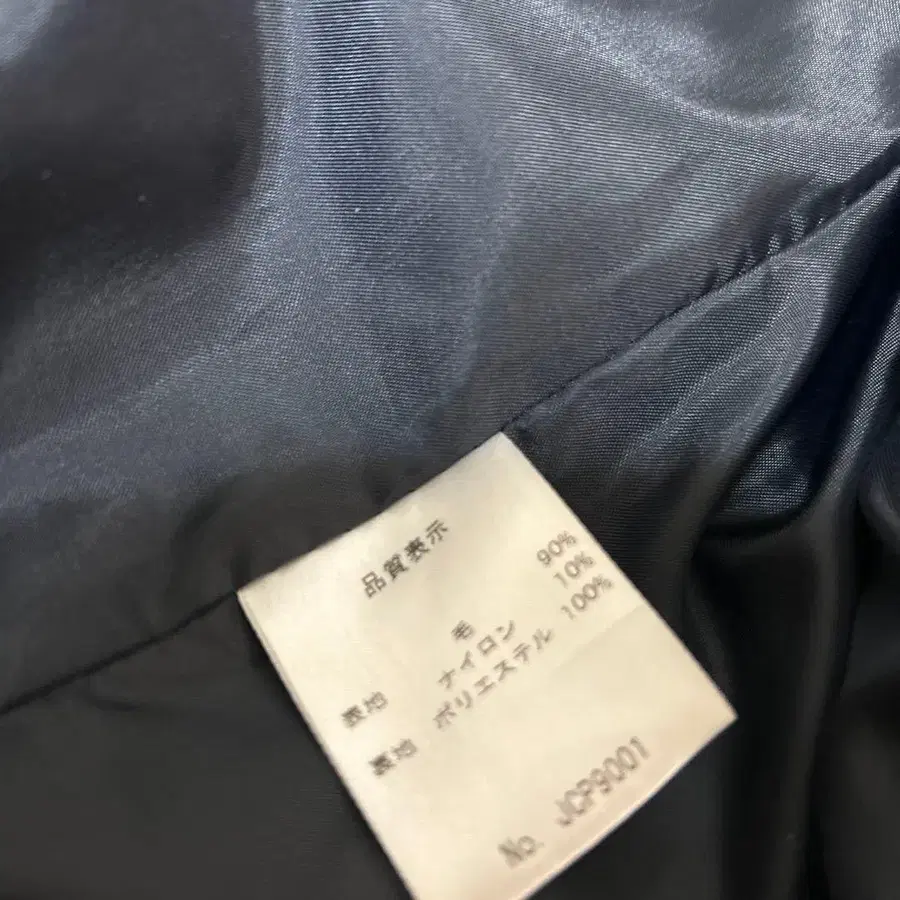 品質表示
毛 90%
表地 ナイロン 10%
裏地 ポリエステル 100%
No. JCP9001